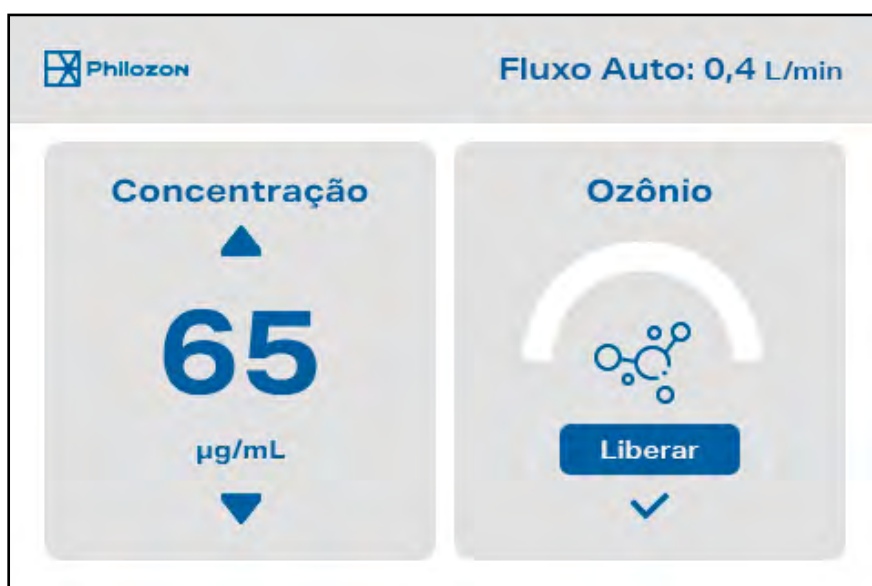 PHILOZON
Fluxo Auto: 0,4 L/min
Concentração
65
µg/mL
Ozônio
Liberar